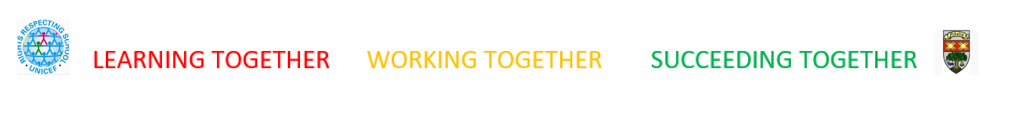 RIGHTS RESPECTING SCHOOL
UNICEF
LEARNING TOGETHER WORKING TOGETHER SUCCEEDING TOGETHER